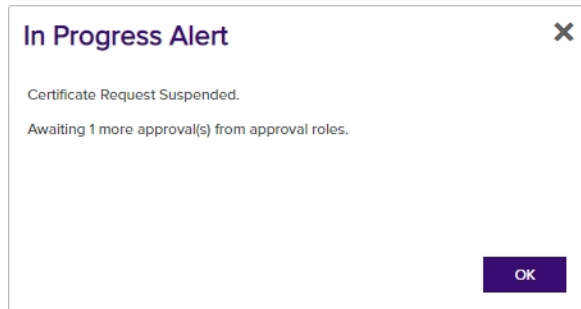 In Progress Alert
Certificate Request Suspended.
Awaiting 1 more approval(s) from approval roles.
OK